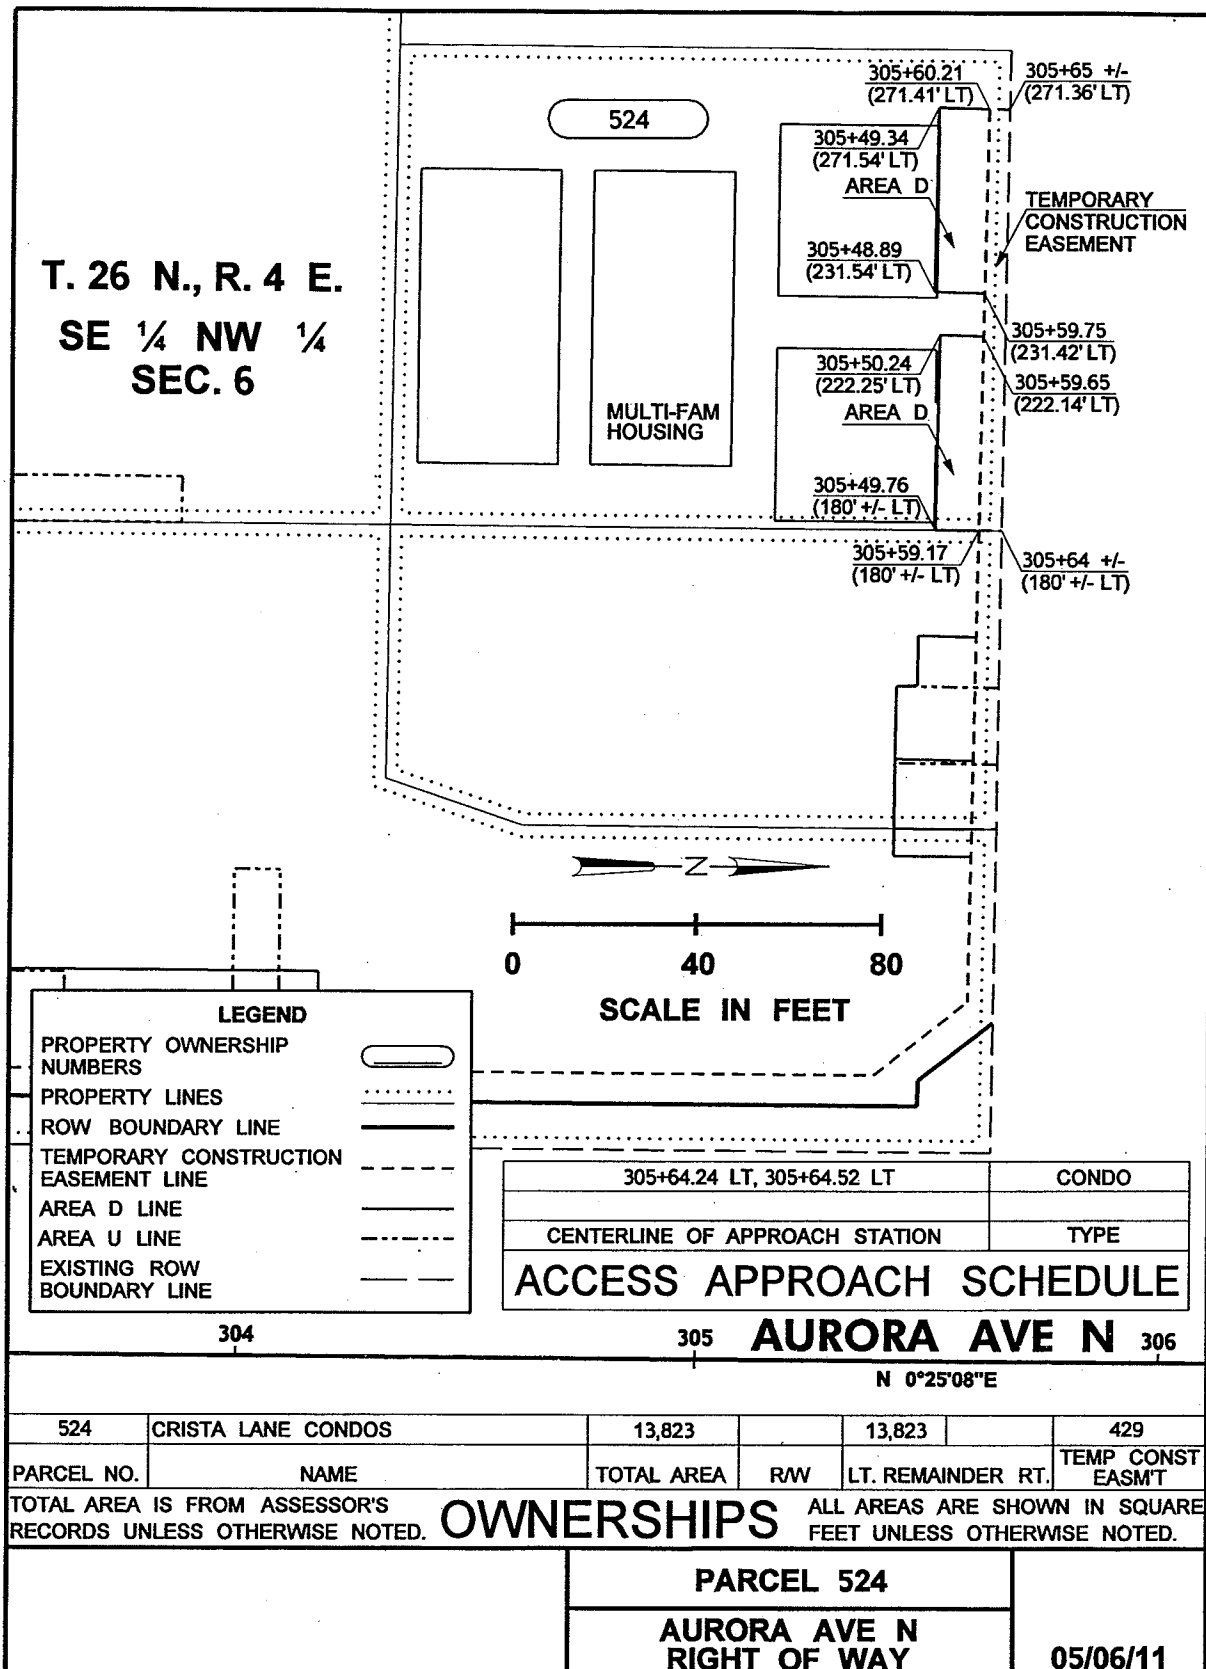 305+60.21
(271.41' LT)
305+65 +/-
(271.36' LT)
524
305+49.34
(271.54' LT)
AREA D
TEMPORARY
CONSTRUCTION
EASEMENT
305+48.89
(231.54' LT)
T. 26 N., R. 4 E.
SE ¼ NW ¼
SEC. 6
305+59.75
(231.42' LT)
305+50.24
(222.25' LT)
305+59.65
(222.14' LT)
MULTI-FAM
HOUSING
AREA D
305+49.76
(180' +/- LT)
305+59.17
(180' +/- LT)
305+64 +/-
(180' +/- LT)
N
0 40 80
SCALE IN FEET
LEGEND
PROPERTY OWNERSHIP
NUMBERS
PROPERTY LINES
ROW BOUNDARY LINE
TEMPORARY CONSTRUCTION
EASEMENT LINE
AREA D LINE
AREA U LINE
EXISTING ROW
BOUNDARY LINE
305+64.24 LT, 305+64.52 LT CONDO
CENTERLINE OF APPROACH STATION TYPE
ACCESS APPROACH SCHEDULE
304 305 AURORA AVE N 306
N 0°25'08"E
524 CRISTA LANE CONDOS 13,823 13,823 429
PARCEL NO. NAME TOTAL AREA R/W LT. REMAINDER RT. TEMP CONST
EASM'T
TOTAL AREA IS FROM ASSESSOR'S
RECORDS UNLESS OTHERWISE NOTED.
OWNERSHIPS
ALL AREAS ARE SHOWN IN SQUARE
FEET UNLESS OTHERWISE NOTED.
PARCEL 524
AURORA AVE N
RIGHT OF WAY
05/06/11